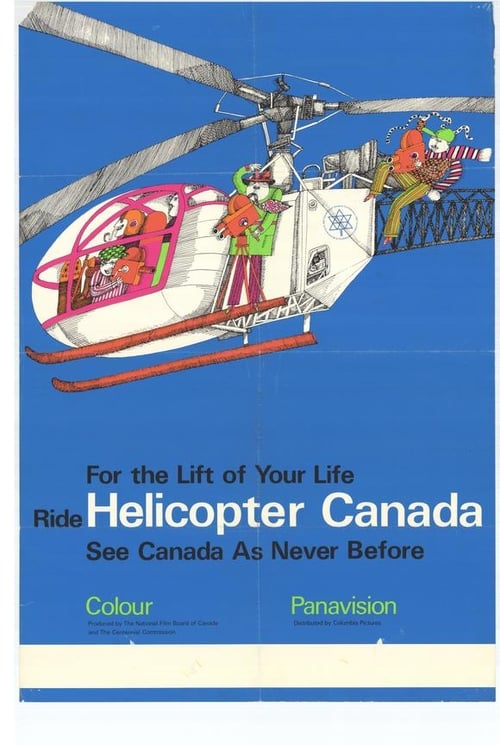 For the Lift of Your Life
Ride Helicopter Canada
See Canada As Never Before
Colour
Produced by The National Film Board of Canada
and The Centennial Commission
Panavision
Distributed by Columbia Pictures